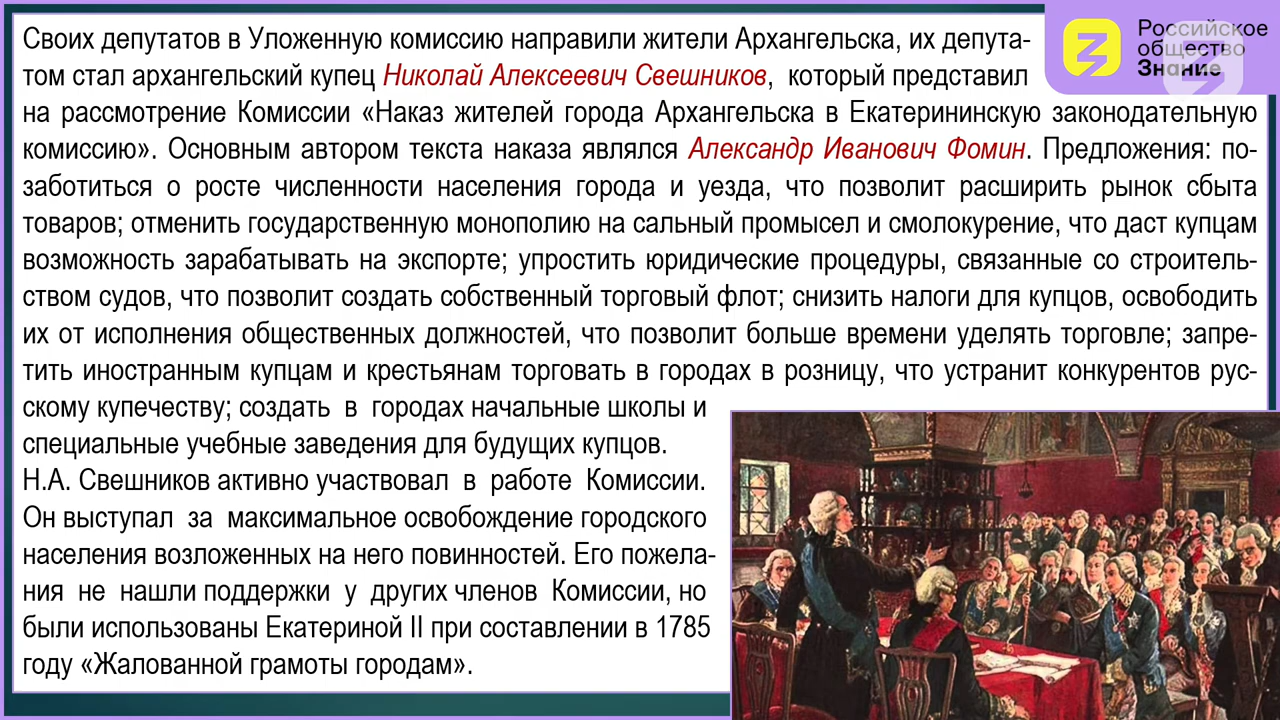 Своих депутатов в Уложенную комиссию направили жители Архангельска, их депута-
том стал архангельский купец Николай Алексеевич Свешников, который представил
на рассмотрение Комиссии «Наказ жителей города Архангельска в Екатерининскую законодательную
комиссию». Основным автором текста наказа являлся Александр Иванович Фомин. Предложения: по-
заботиться о росте численности населения города и уезда, что позволит расширить рынок сбыта
товаров; отменить государственную монополию на сальный промысел и смолокурение, что даст купцам
возможность зарабатывать на экспорте; упростить юридические процедуры, связанные со строитель-
ством судов, что позволит создать собственный торговый флот; снизить налоги для купцов, освободить
их от исполнения общественных должностей, что позволит больше времени уделять торговле; запре-
тить иностранным купцам и крестьянам торговать в городах в розницу, что устранит конкурентов рус-
скому купечеству; создать в городах начальные школы и
специальные учебные заведения для будущих купцов.
Н.А. Свешников активно участвовал в работе Комиссии.
Он выступал за максимальное освобождение городского
населения возложенных на него повинностей. Его пожела-
ния не нашли поддержки у других членов Комиссии, но
были использованы Екатериной II при составлении в 1785
году «Жалованной грамоты городам».
Российское
общество
Знание